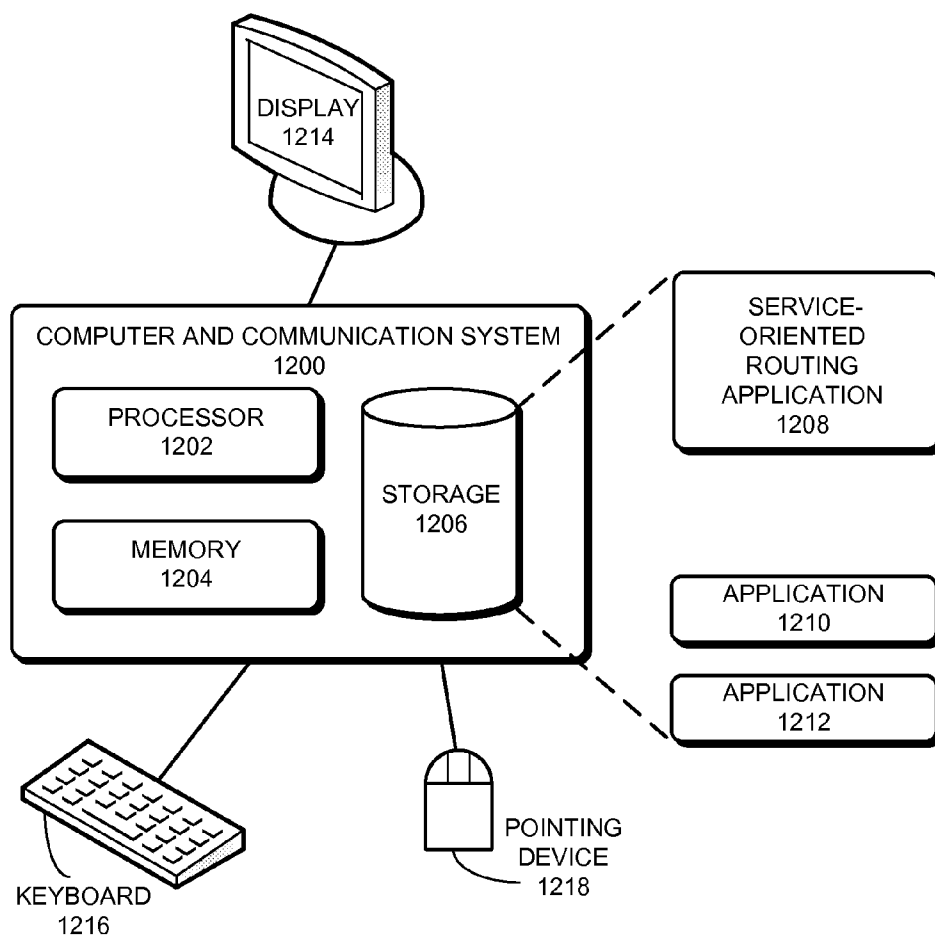 DISPLAY
1214
COMPUTER AND COMMUNICATION SYSTEM
1200
PROCESSOR
1202
MEMORY
1204
STORAGE
1206
SERVICE-
ORIENTED
ROUTING
APPLICATION
1208
APPLICATION
1210
APPLICATION
1212
KEYBOARD
1216
POINTING
DEVICE
1218